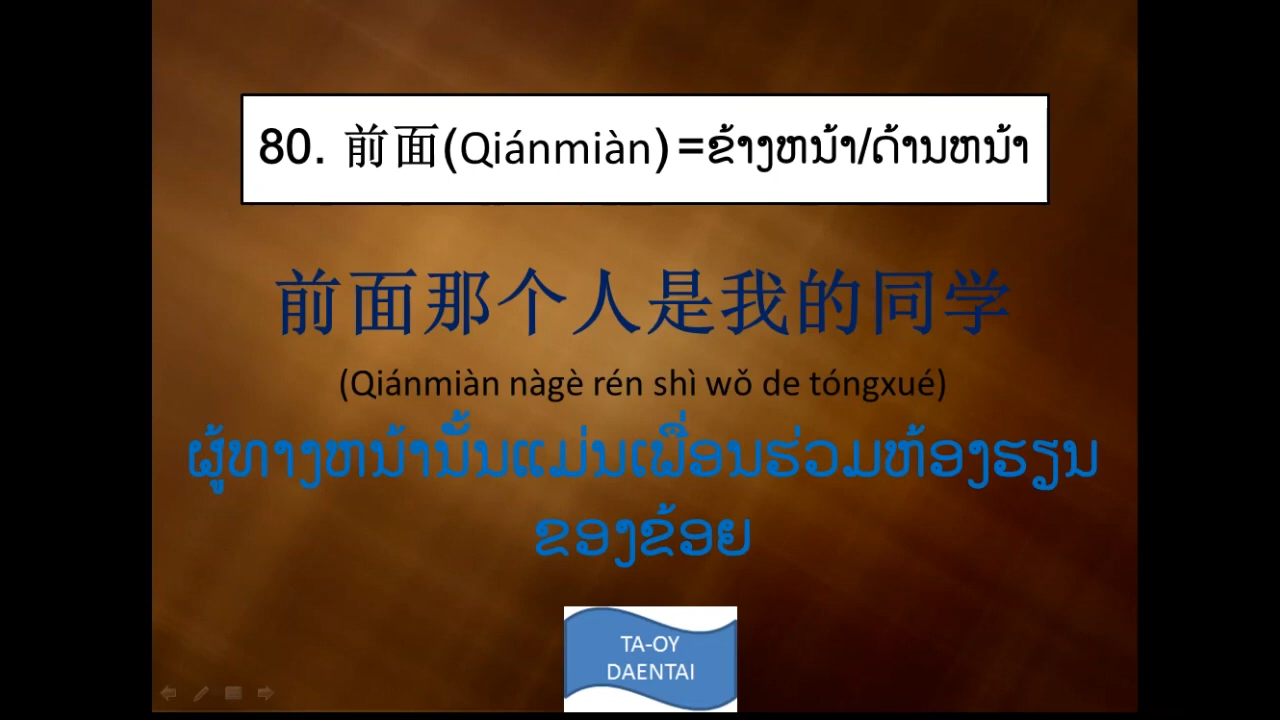 80. 前面(Qiánmiàn)=ຂ້າງຫນ້າ/ດ້ານຫນ້າ
前面那个人是我的同学
(Qiánmiàn nàgè rén shì wǒ de tóngxué)
ຜູ້ທາງຫນ້ານັ້ນແມ່ນເພື່ອນຮ່ວມຫ້ອງຮຽນ
ຂອງຂ້ອຍ
TA-OY
DAENTAI